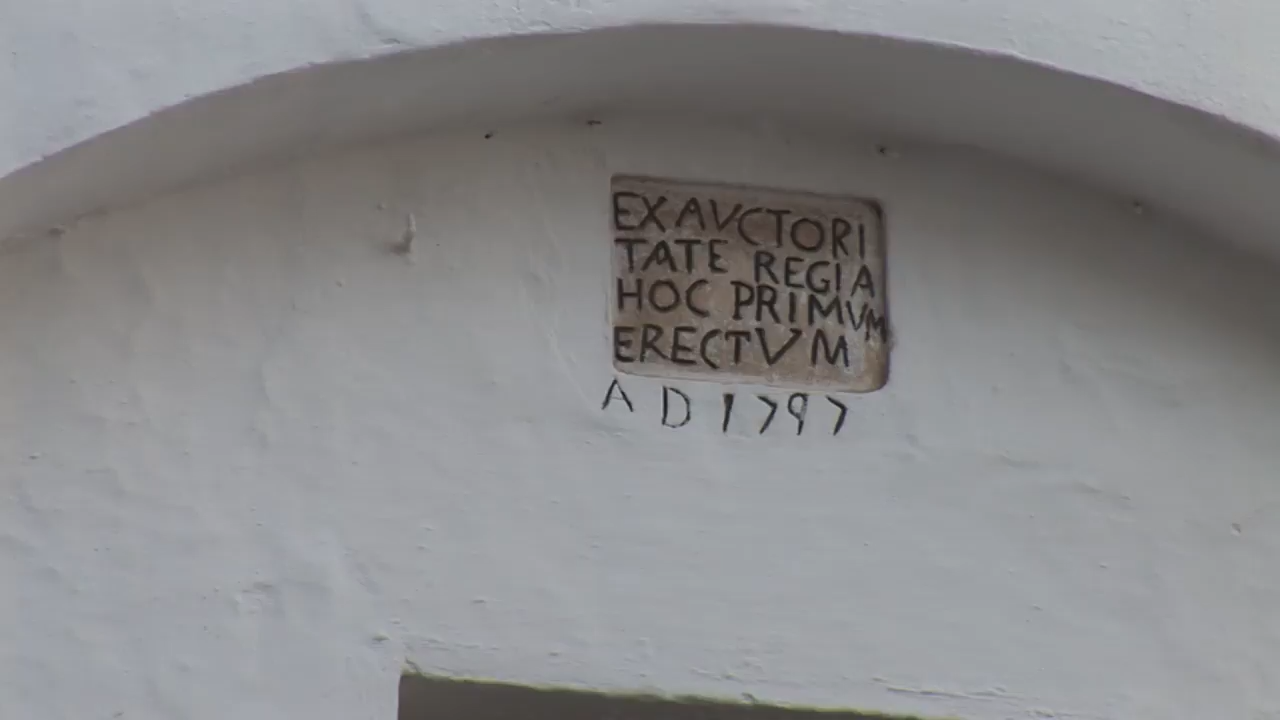 EX AVCTORI
TATE REGIA
HOC PRIMVM
ERECTVM
A D 1797